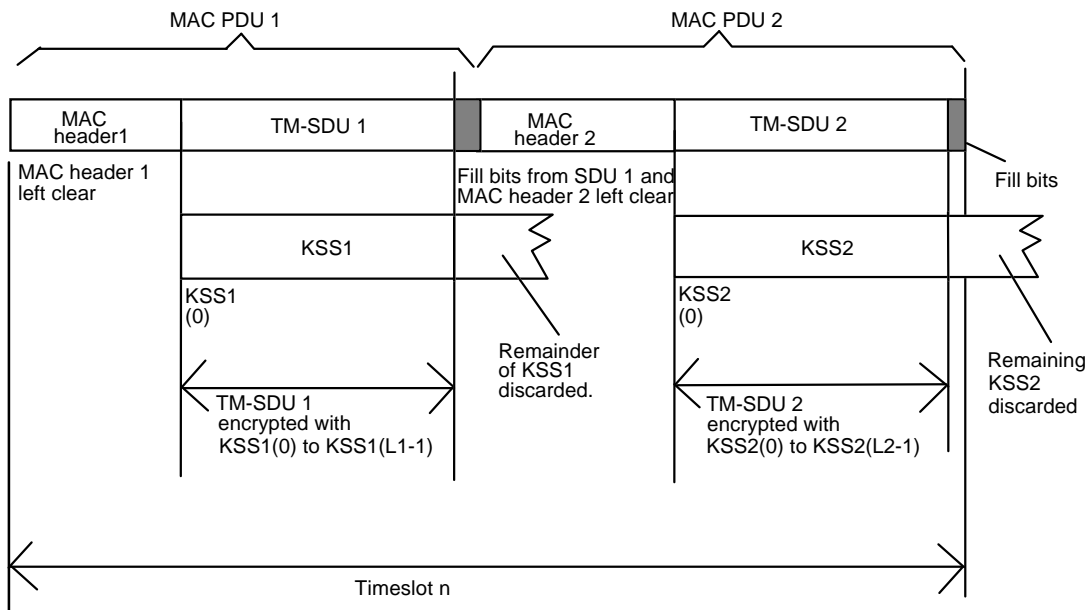 MAC PDU 1
MAC PDU 2
MAC
header1
TM-SDU 1
MAC
header 2
TM-SDU 2
MAC header 1
left clear
Fill bits from SDU 1 and
MAC header 2 left clear
Fill bits
KSS1
KSS2
KSS1
(0)
KSS2
(0)
Remainder
of KSS1
discarded.
Remaining
KSS2
discarded
TM-SDU 1
encrypted with
KSS1(0) to KSS1(L1-1)
TM-SDU 2
encrypted with
KSS2(0) to KSS2(L2-1)
Timeslot n